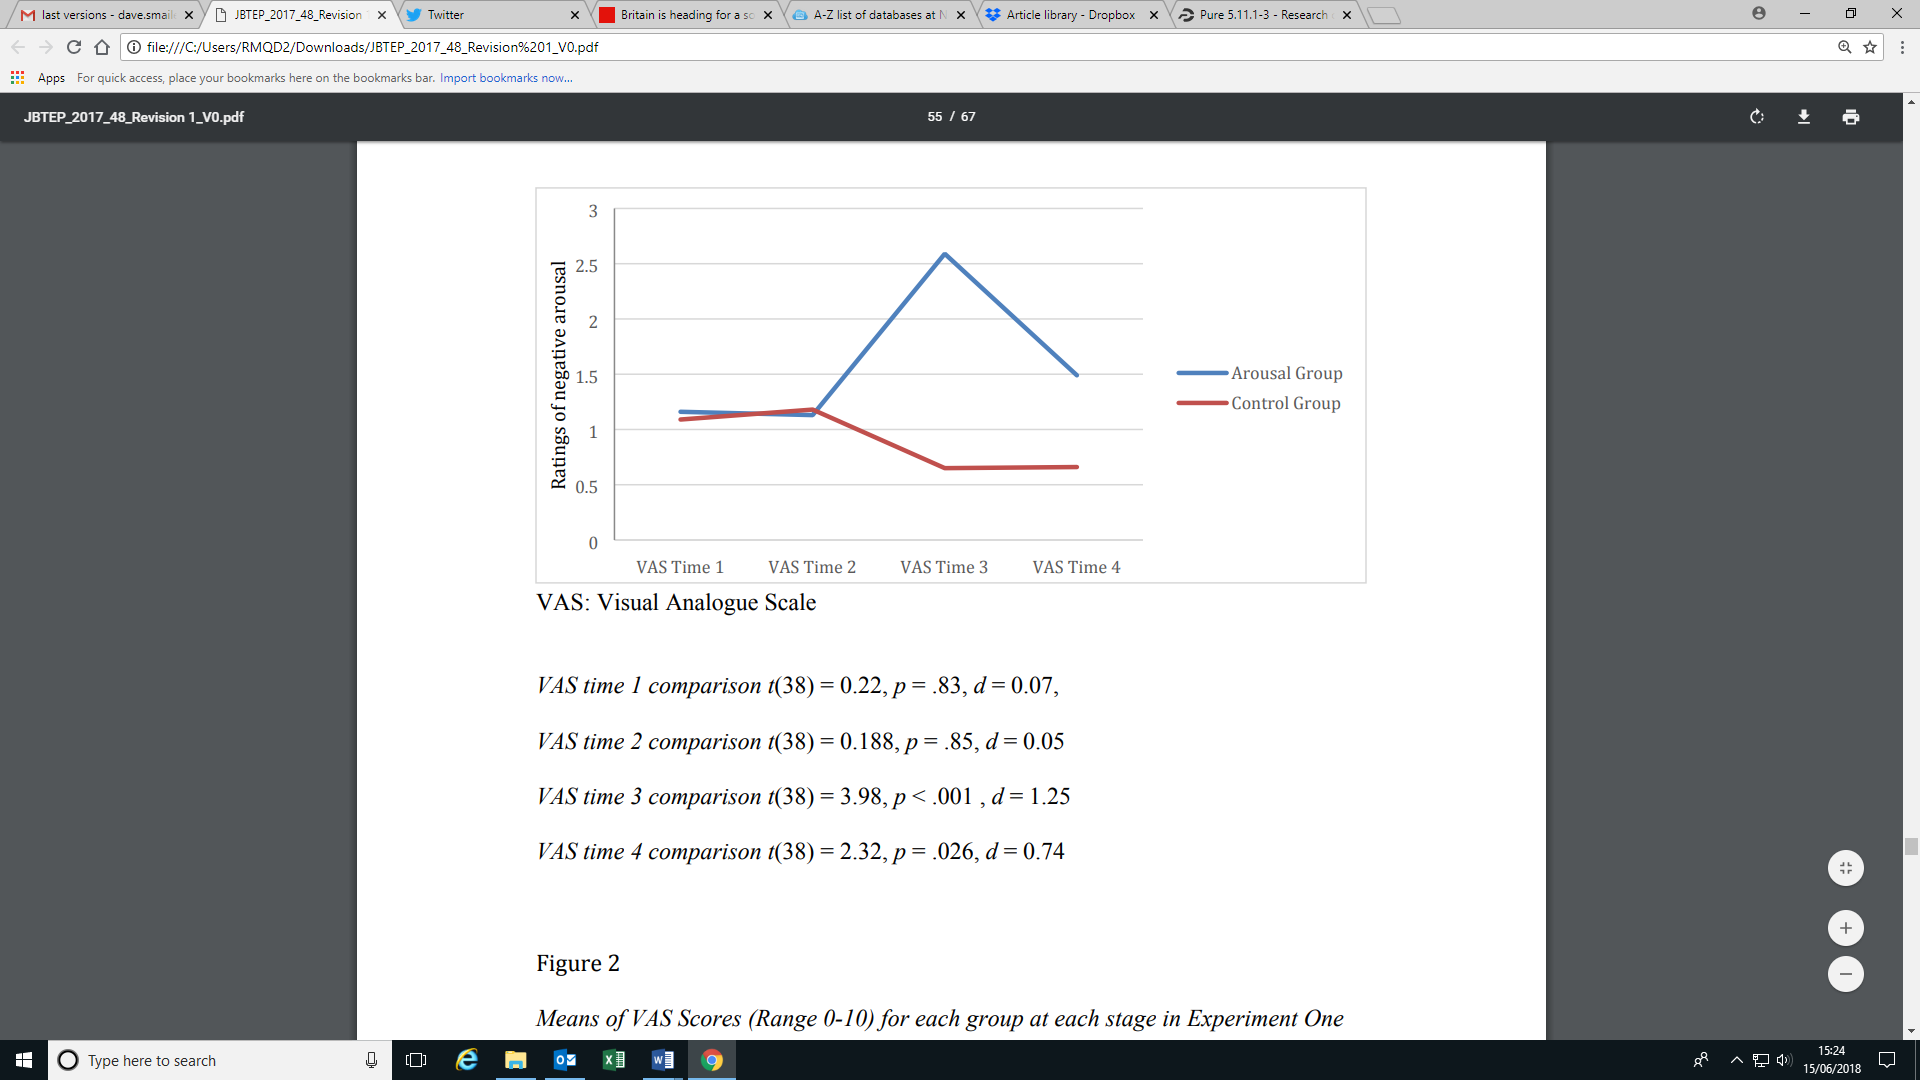 last versions - dave.smail
JBTEP_2017_48_Revision 1
Twitter
Britain is heading for a so
A-Z list of databases at N
Article library - Dropbox
Pure 5.11.1-3 - Research
file:///C:/Users/RMQD2/Downloads/JBTEP_2017_48_Revision%201_V0.pdf
Apps For quick access, place your bookmarks here on the bookmarks bar. Import bookmarks now...
JBTEP_2017_48_Revision 1_V0.pdf
55 / 67
3
2.5
2
1.5
1
0.5
0
Ratings of negative arousal
VAS Time 1 VAS Time 2 VAS Time 3 VAS Time 4
Arousal Group
Control Group
VAS: Visual Analogue Scale
VAS time 1 comparison t(38) = 0.22, p = .83, d = 0.07,
VAS time 2 comparison t(38) = 0.188, p = .85, d = 0.05
VAS time 3 comparison t(38) = 3.98, p < .001 , d = 1.25
VAS time 4 comparison t(38) = 2.32, p = .026, d = 0.74
Figure 2
Means of VAS Scores (Range 0-10) for each group at each stage in Experiment One
Type here to search
15:24
15/06/2018